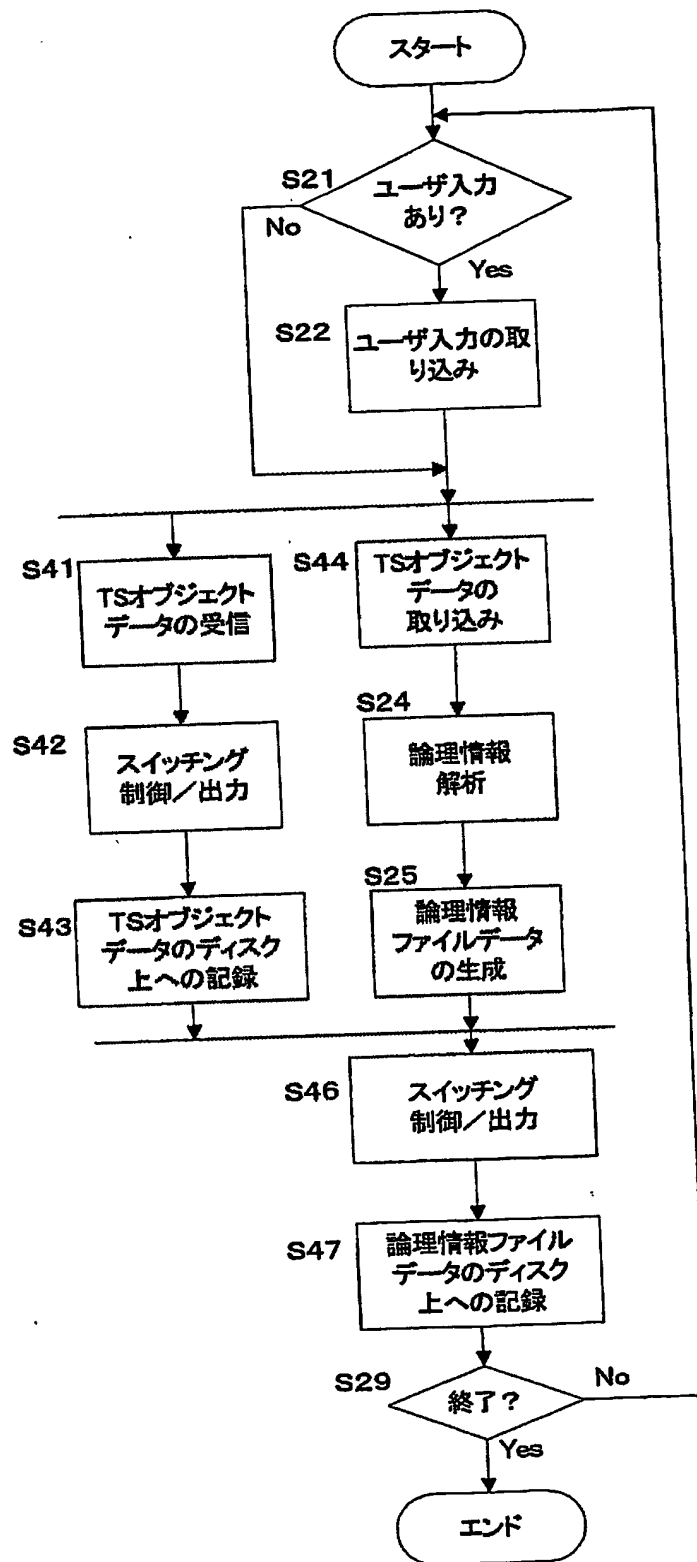 スタート
S21
ユーザ入力
あり?
No
Yes
S22
ユーザ入力の取
り込み
S41
TSオブジェクト
データの受信
S44
TSオブジェクト
データの
取り込み
S42
スイッチング
制御/出力
S24
論理情報
解析
S43
TSオブジェクト
データのディスク
上への記録
S25
論理情報
ファイルデータ
の生成
S46
スイッチング
制御/出力
S47
論理情報ファイル
データのディスク
上への記録
S29
終了?
No
Yes
エンド